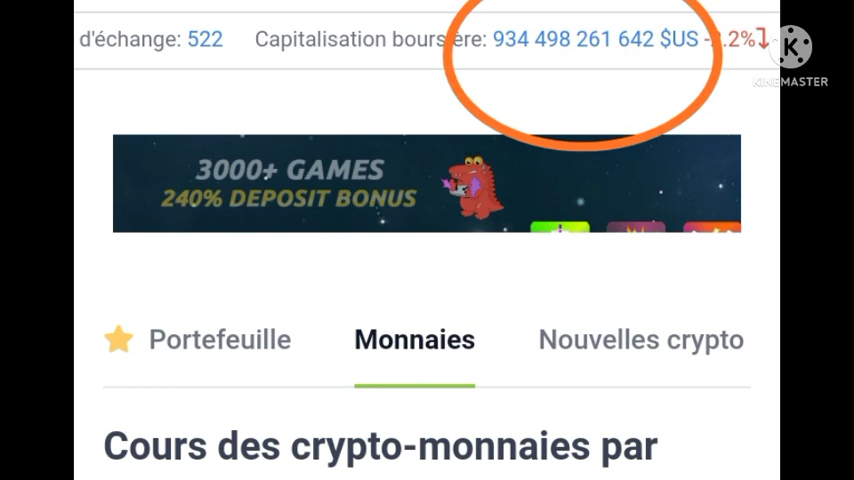 d'échange: 522 Capitalisation boursière: 934 498 261 642 $US
K
KINEMASTER
3000+ GAMES
240% DEPOSIT BONUS
Portefeuille Monnaies Nouvelles crypto
Cours des crypto-monnaies par